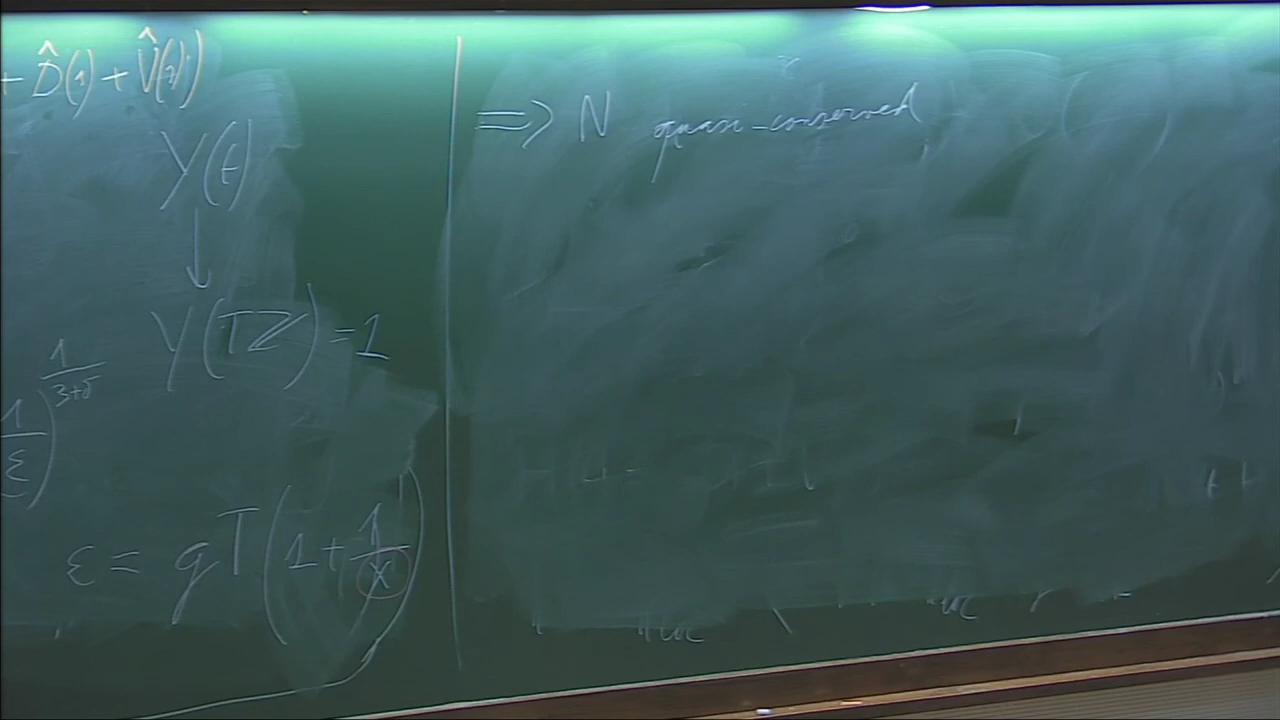 + D̂(q) + V̂(q)
Y(t)
↓
Y(TZ) = 1
1/ε)^{1/(3+δ)}
ε = gT(1 + 1/x)
⟹ N quasi-conserved